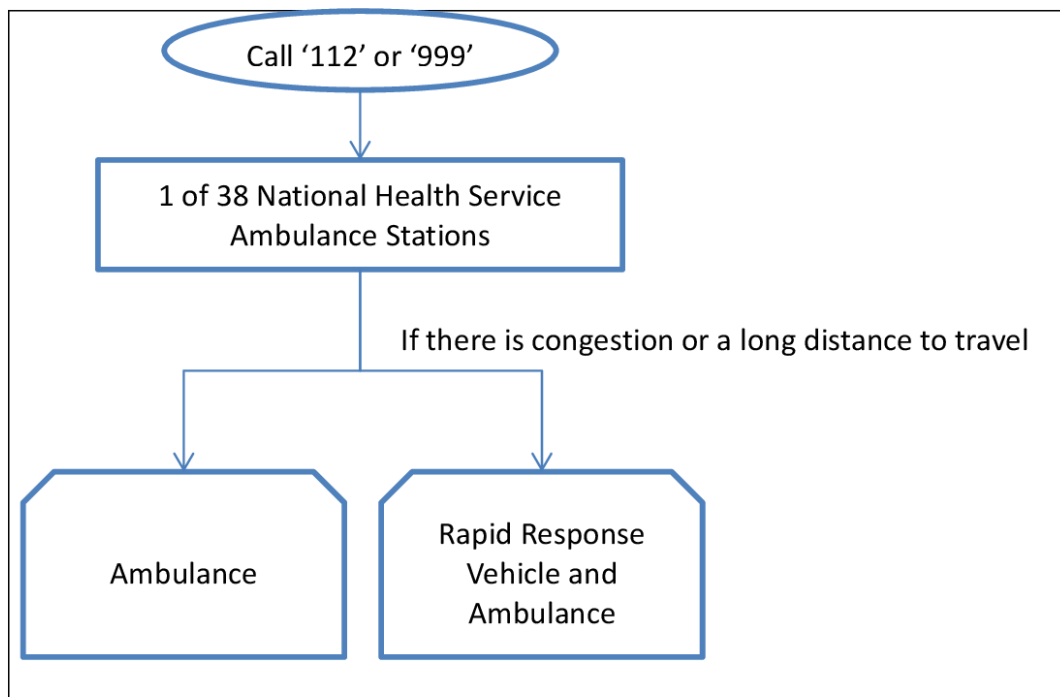 Call ‘112’ or ‘999’
1 of 38 National Health Service
Ambulance Stations
If there is congestion or a long distance to travel
Ambulance
Rapid Response
Vehicle and
Ambulance